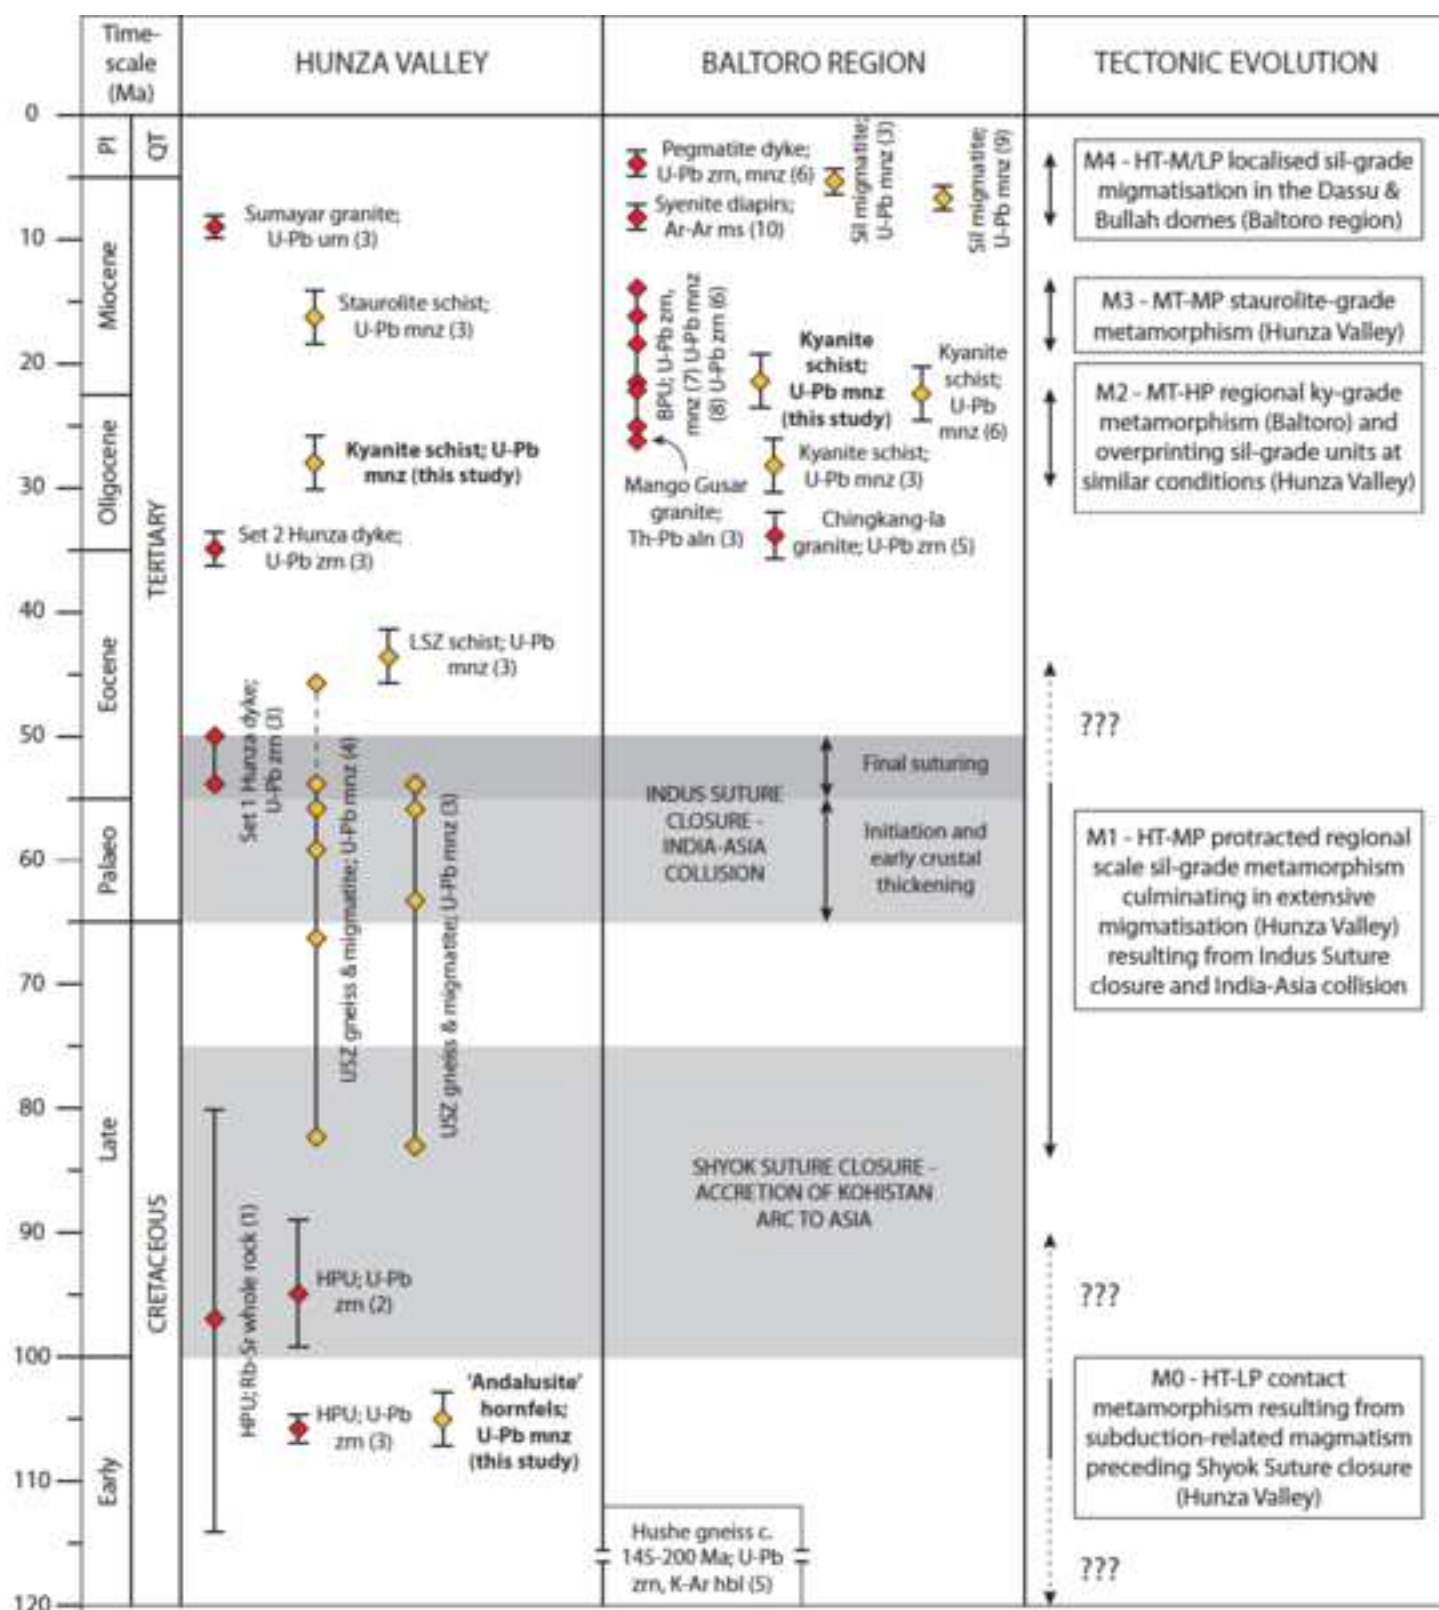 Time-
scale
(Ma)
HUNZA VALLEY
BALTORO REGION
TECTONIC EVOLUTION
0
10
20
30
40
50
60
70
80
90
100
110
120
Pl
Miocene
Oligocene
Eocene
Palaeo
Late
Early
QT
TERTIARY
CRETACEOUS
Sumayar granite;
U-Pb urn (3)
Staurolite schist;
U-Pb mnz (3)
Kyanite schist; U-Pb
mnz (this study)
Set 2 Hunza dyke;
U-Pb zrn (3)
LSZ schist; U-Pb
mnz (3)
Set 1 Hunza dyke;
U-Pb zrn (3)
USZ gneiss & migmatite; U-Pb mnz (4)
USZ gneiss & migmatite; U-Pb mnz (3)
HPU; Rb-Sr whole rock (1)
HPU; U-Pb
zrn (2)
HPU; U-Pb
zrn (3)
'Andalusite'
hornfels;
U-Pb mnz
(this study)
Pegmatite dyke;
U-Pb zrn, mnz (6)
Syenite diapirs;
Ar-Ar ms (10)
Sil migmatite;
U-Pb mnz (3)
Sil migmatite;
U-Pb mnz (9)
BPU; U-Pb zrn,
mnz (7) U-Pb mnz
(8) U-Pb zrn (6)
Kyanite
schist;
U-Pb mnz
(this study)
Kyanite
schist;
U-Pb
mnz (6)
Kyanite schist;
U-Pb mnz (3)
Mango Gusar
granite;
Th-Pb aln (3)
Chingkang-la
granite; U-Pb zrn (5)
INDUS SUTURE
CLOSURE -
INDIA-ASIA
COLLISION
Final suturing
Initiation and
early crustal
thickening
SHYOK SUTURE CLOSURE -
ACCRETION OF KOHISTAN
ARC TO ASIA
Hushe gneiss c.
145-200 Ma; U-Pb
zrn, K-Ar hbl (5)
M4 - HT-M/LP localised sil-grade
migmatisation in the Dassu &
Bullah domes (Baltoro region)
M3 - MT-MP staurolite-grade
metamorphism (Hunza Valley)
M2 - MT-HP regional ky-grade
metamorphism (Baltoro) and
overprinting sil-grade units at
similar conditions (Hunza Valley)
???
M1 - HT-MP protracted regional
scale sil-grade metamorphism
culminating in extensive
migmatisation (Hunza Valley)
resulting from Indus Suture
closure and India-Asia collision
???
M0 - HT-LP contact
metamorphism resulting from
subduction-related magmatism
preceding Shyok Suture closure
(Hunza Valley)
???